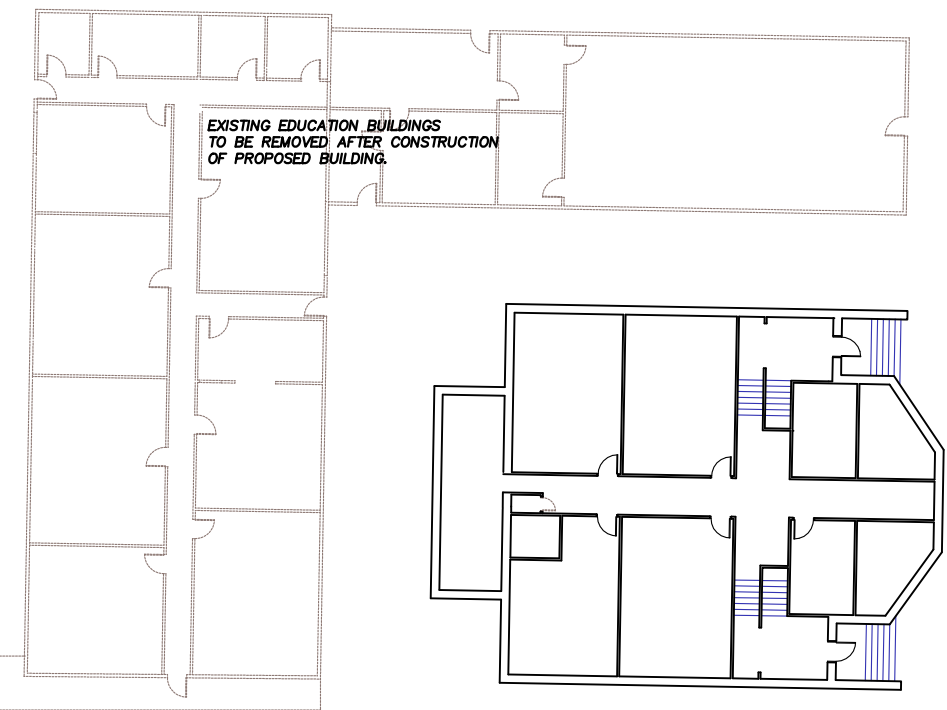 EXISTING EDUCATION BUILDINGS
TO BE REMOVED AFTER CONSTRUCTION
OF PROPOSED BUILDING.